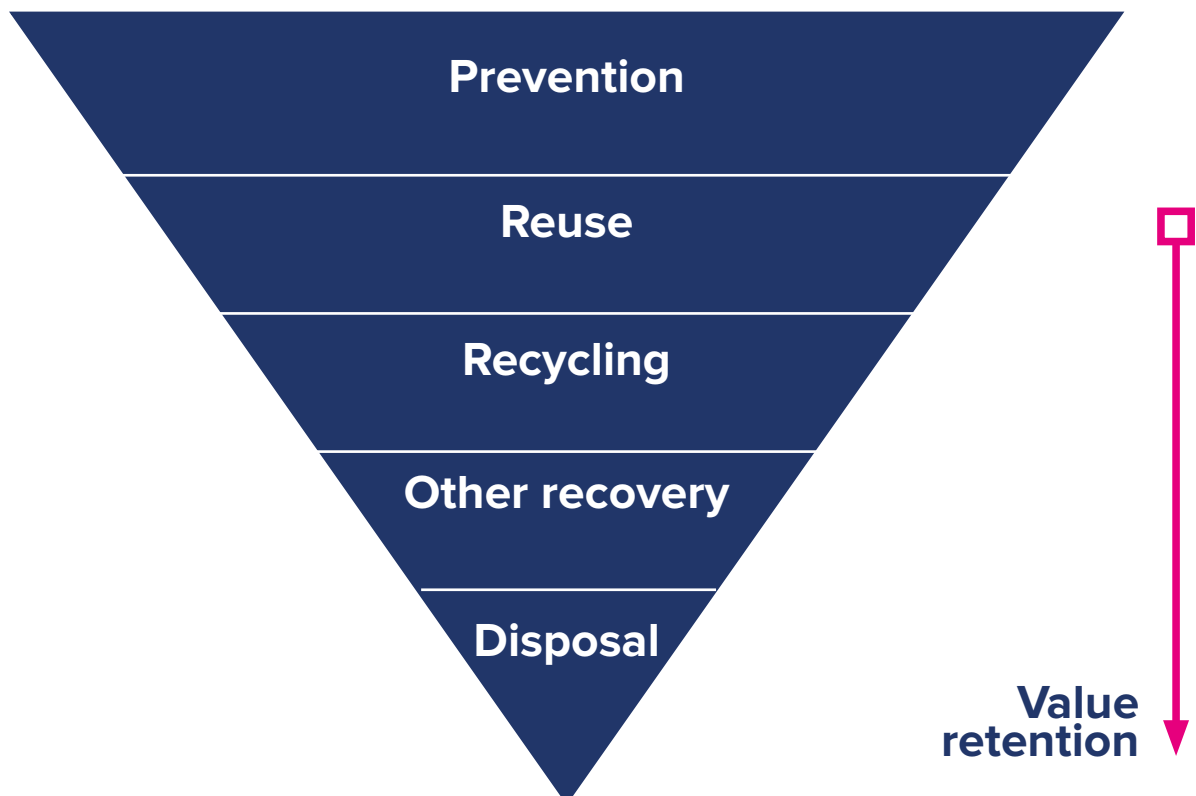 Prevention
Reuse
Recycling
Other recovery
Disposal
Value
retention